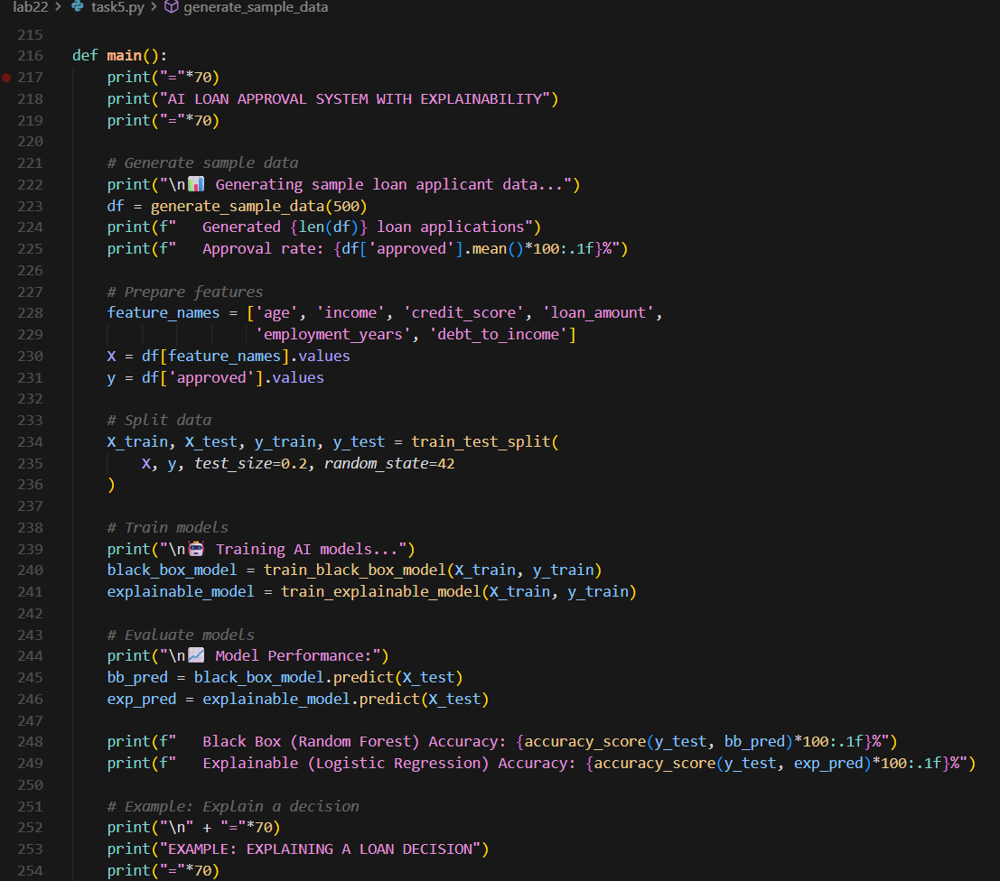 lab22 > task5.py > generate_sample_data
215
216 def main():
217     print("="*70)
218     print("AI LOAN APPROVAL SYSTEM WITH EXPLAINABILITY")
219     print("="*70)
220
221     # Generate sample data
222     print("\n📊 Generating sample loan applicant data...")
223     df = generate_sample_data(500)
224     print(f"   Generated {len(df)} loan applications")
225     print(f"   Approval rate: {df['approved'].mean()*100:.1f}%")
226
227     # Prepare features
228     feature_names = ['age', 'income', 'credit_score', 'loan_amount',
229                      'employment_years', 'debt_to_income']
230     X = df[feature_names].values
231     y = df['approved'].values
232
233     # Split data
234     X_train, X_test, y_train, y_test = train_test_split(
235         X, y, test_size=0.2, random_state=42
236     )
237
238     # Train models
239     print("\n🤖 Training AI models...")
240     black_box_model = train_black_box_model(X_train, y_train)
241     explainable_model = train_explainable_model(X_train, y_train)
242
243     # Evaluate models
244     print("\n📈 Model Performance:")
245     bb_pred = black_box_model.predict(X_test)
246     exp_pred = explainable_model.predict(X_test)
247
248     print(f"   Black Box (Random Forest) Accuracy: {accuracy_score(y_test, bb_pred)*100:.1f}%")
249     print(f"   Explainable (Logistic Regression) Accuracy: {accuracy_score(y_test, exp_pred)*100:.1f}%")
250
251     # Example: Explain a decision
252     print("\n" + "="*70)
253     print("EXAMPLE: EXPLAINING A LOAN DECISION")
254     print("="*70)